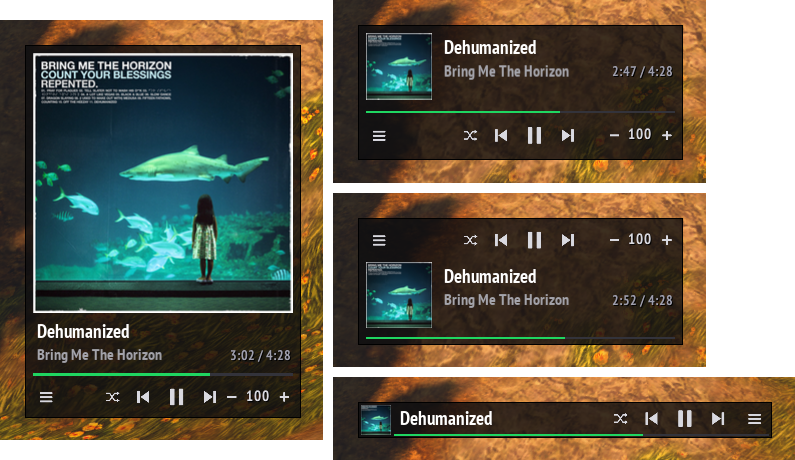 BRING ME THE HORIZON
COUNT YOUR BLESSINGS
REPENTED.
Dehumanized
Bring Me The Horizon
3:02 / 4:28
100
Dehumanized
Bring Me The Horizon
2:47 / 4:28
100
100
Dehumanized
Bring Me The Horizon
2:52 / 4:28
Dehumanized